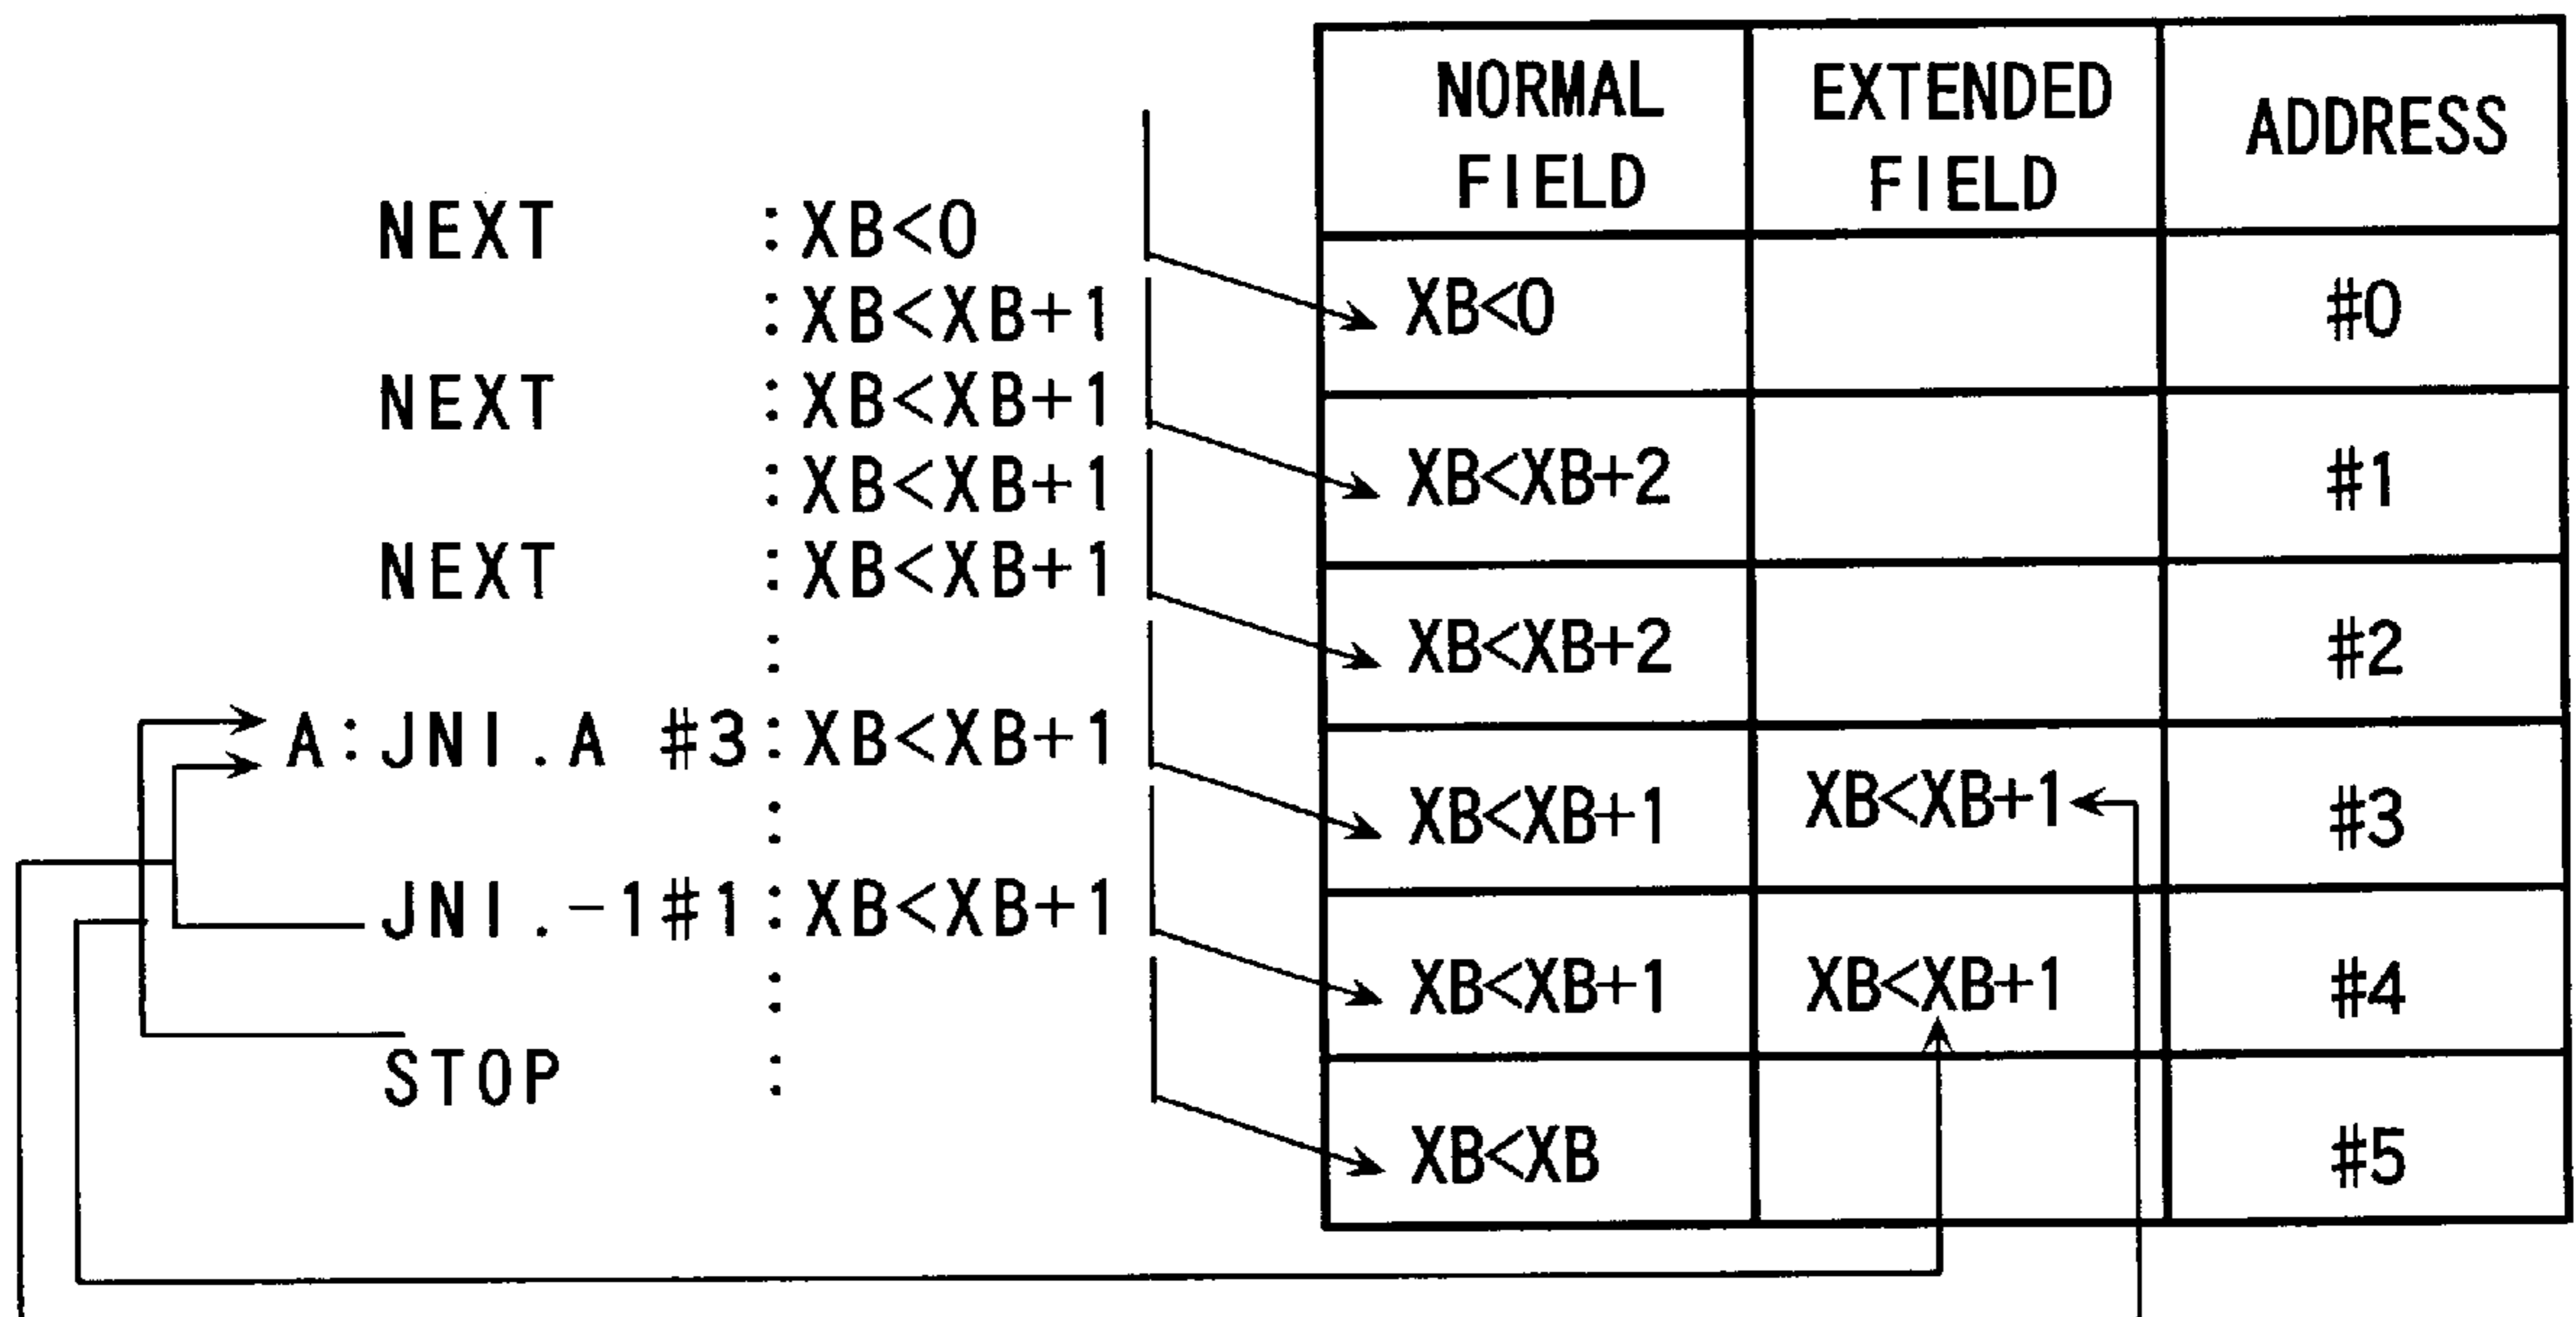 NEXT :XB<0
:XB<XB+1
NEXT :XB<XB+1
:XB<XB+1
NEXT :XB<XB+1
:
A:JNI.A #3:XB<XB+1
:
JNI.-1#1:XB<XB+1
:
STOP :
NORMAL FIELD EXTENDED FIELD ADDRESS
XB<0 #0
XB<XB+2 #1
XB<XB+2 #2
XB<XB+1 XB<XB+1 #3
XB<XB+1 XB<XB+1 #4
XB<XB #5